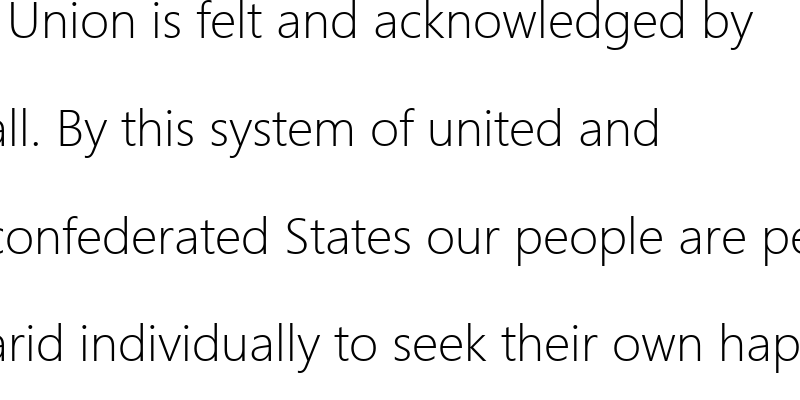 Union is felt and acknowledged by
all. By this system of united and
confederated States our people are pe
arid individually to seek their own hap